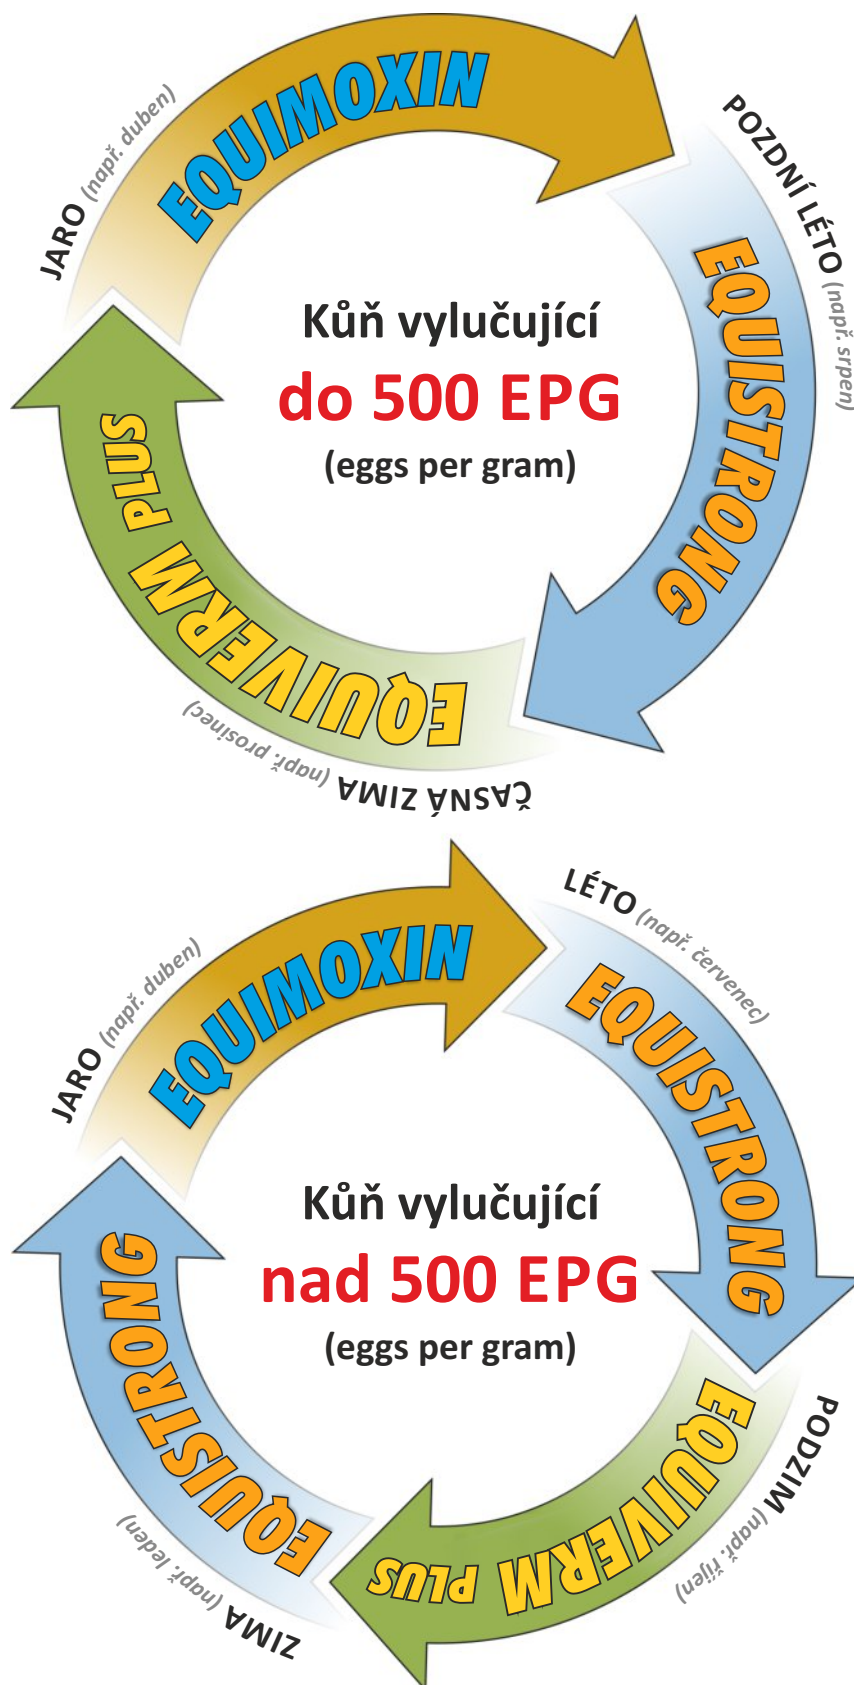 JARO (např. duben)
EQUIMOXIN
POZDNÍ LÉTO (např. srpen)
EQUISTRONG
ČASNÁ ZIMA (např. prosinec)
EQUIVERM PLUS
Kůň vylučující
do 500 EPG
(eggs per gram)
JARO (např. duben)
EQUIMOXIN
LÉTO (např. červenec)
EQUISTRONG
PODZIM (např. říjen)
EQUIVERM PLUS
ZIMA (např. leden)
EQUISTRONG
Kůň vylučující
nad 500 EPG
(eggs per gram)